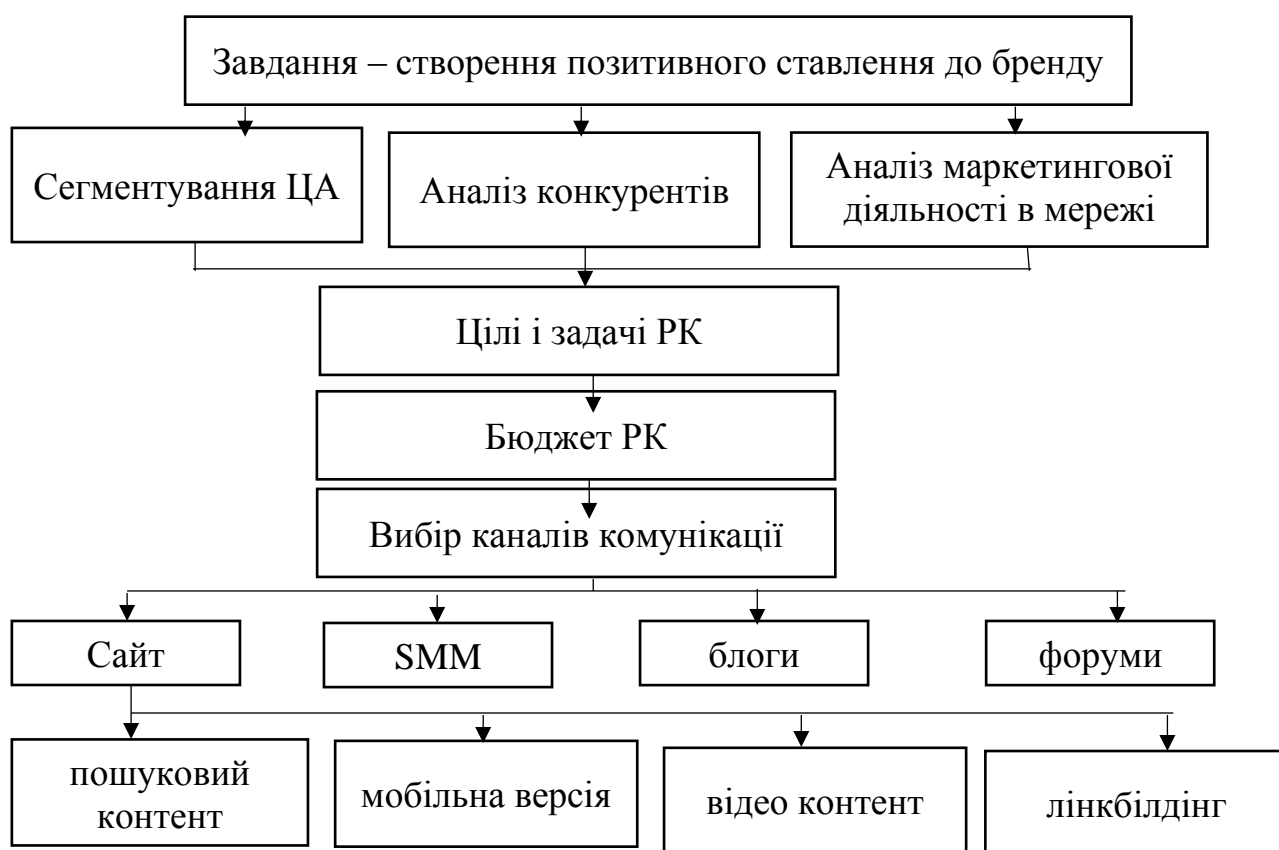 Завдання – створення позитивного ставлення до бренду
Сегментування ЦА
Аналіз конкурентів
Аналіз маркетингової
діяльності в мережі
Цілі і задачі РК
Бюджет РК
Вибір каналів комунікації
Сайт
SMM
блоги
форуми
пошуковий
контент
мобільна версія
відео контент
лінкбілдінг